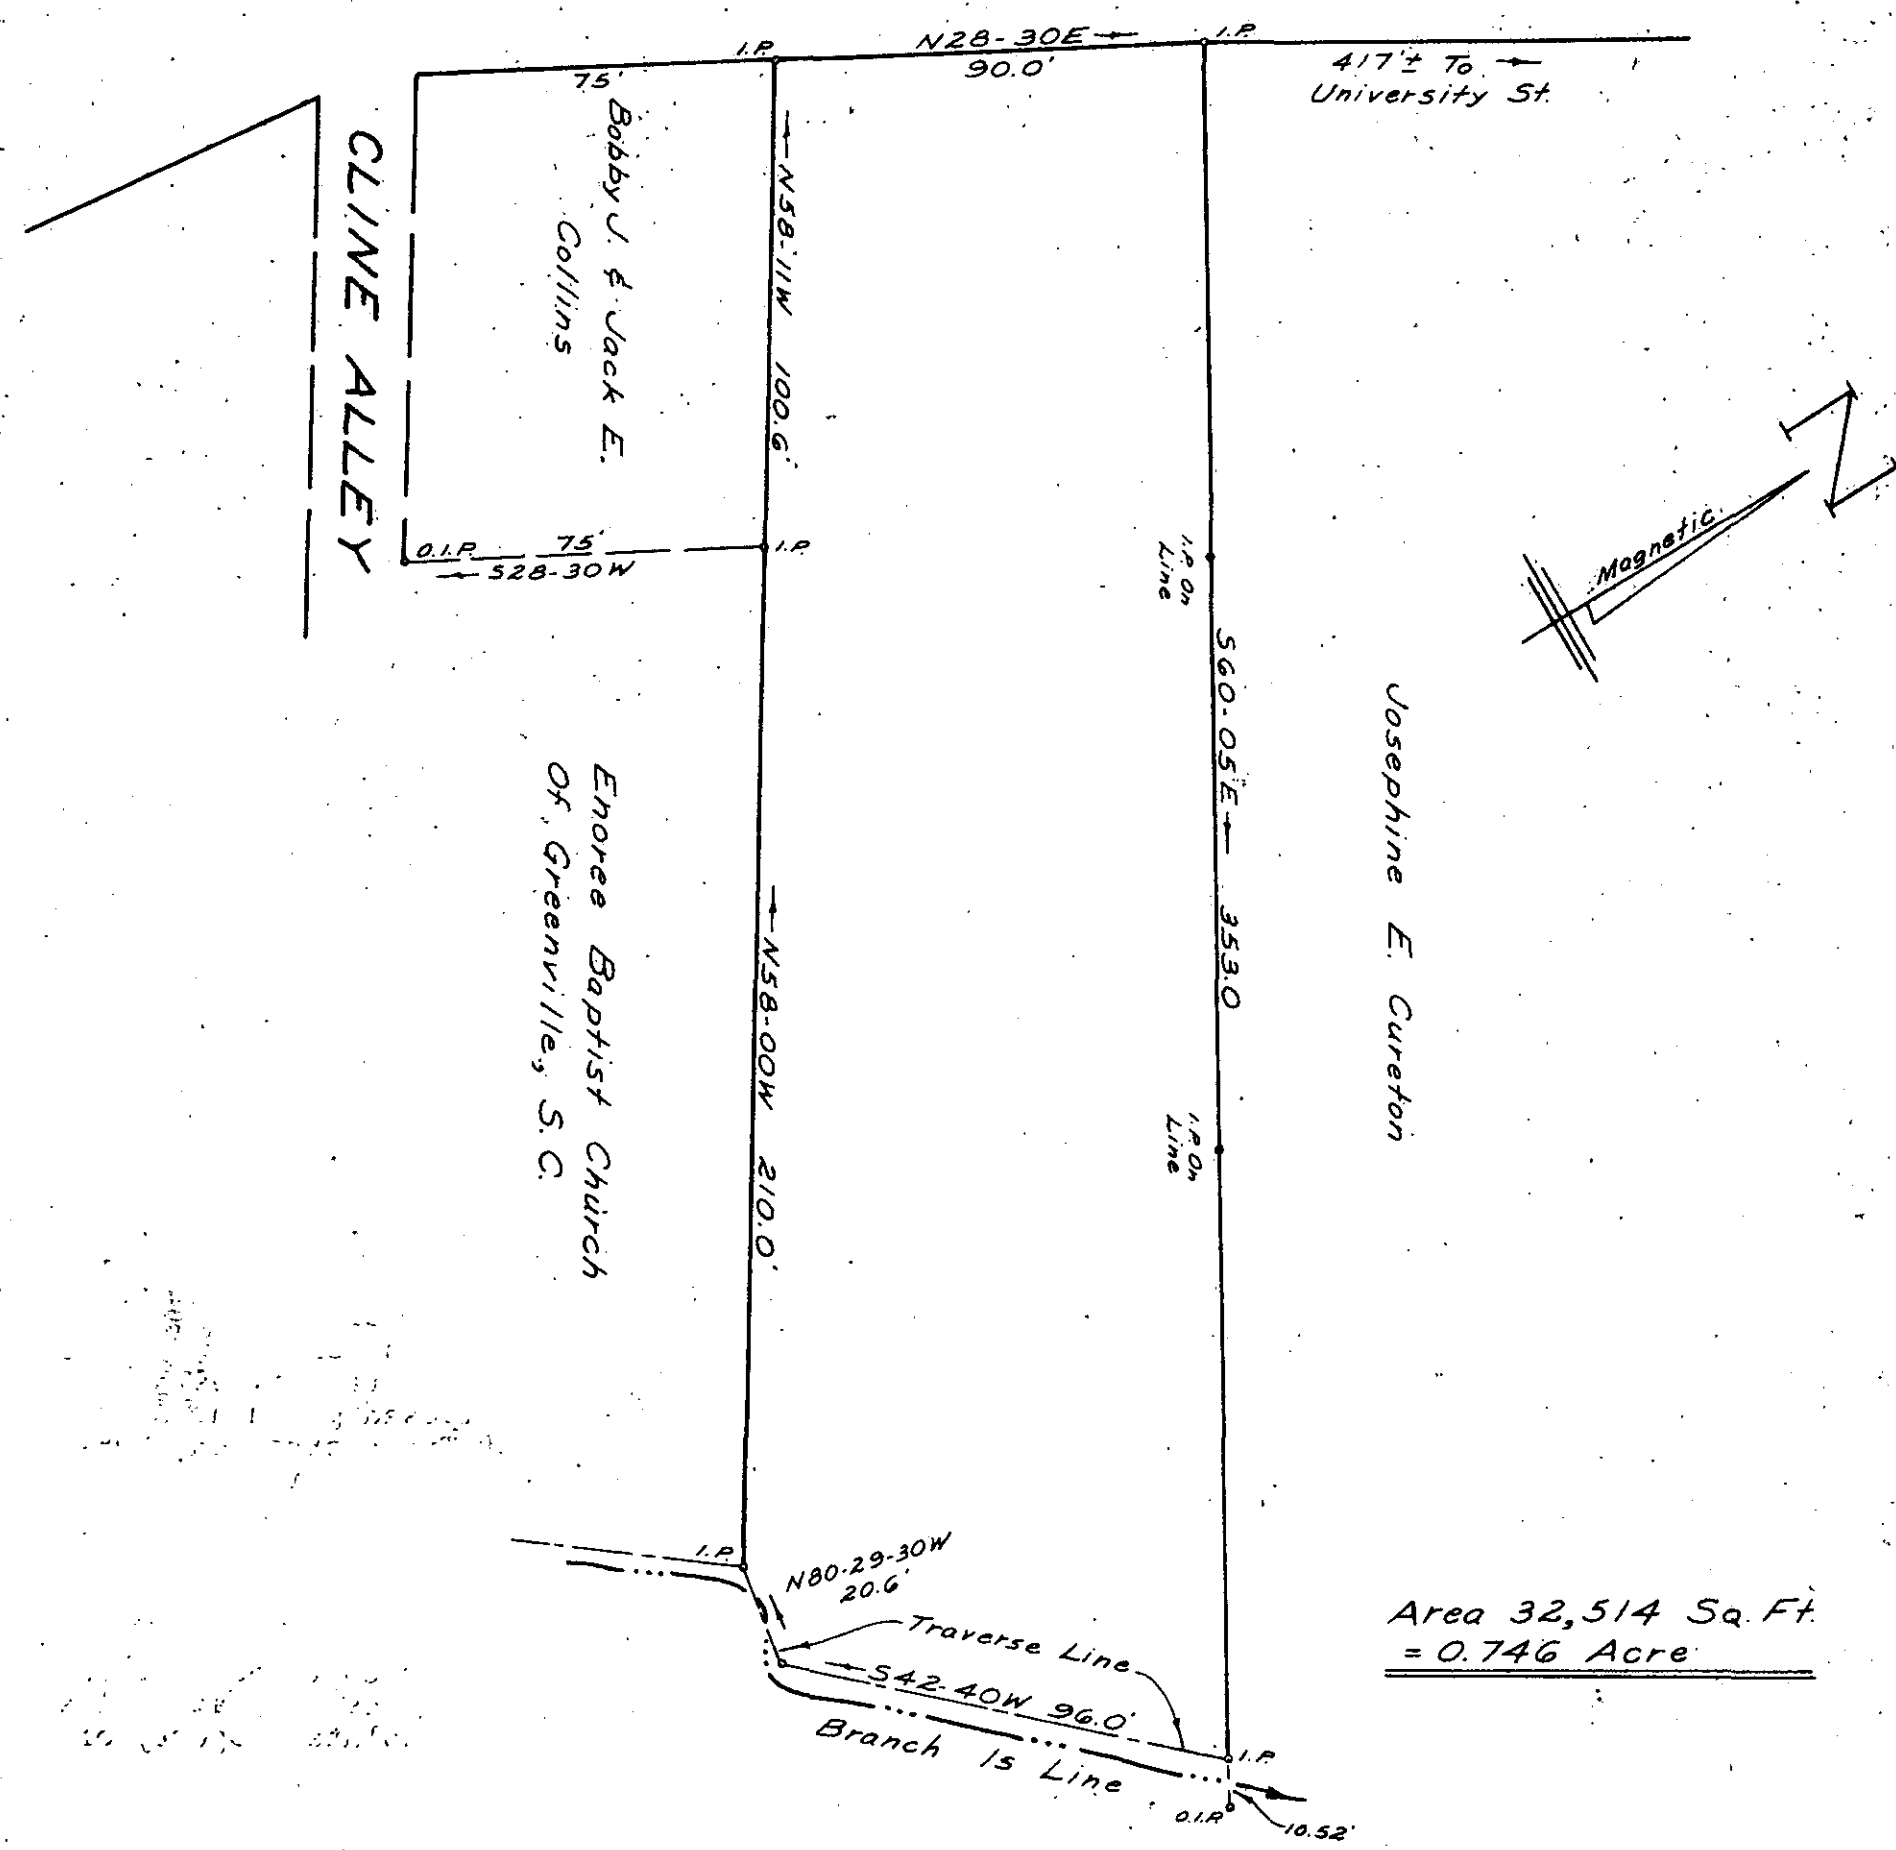 I.P.
N28-30E
I.P.
75'
90.0'
417'± To
University St.
CLINE ALLEY
Bobby J. & Jack E.
Collins
N58-11W 100.6'
O.I.P.
75'
I.P.
S28-30W
I.P. On
Line
S60-05E 353.0
Magnetic
N
Josephine E. Cureton
Enoree Baptist Church
Of Greenville, S.C.
N58-00W 210.0'
I.P. On
Line
I.P.
N80-29-30W
20.6'
Traverse Line
S42-40W 96.0'
Branch Is Line
I.P.
O.I.P.
10.52'
Area 32,514 Sq. Ft.
= 0.746 Acre